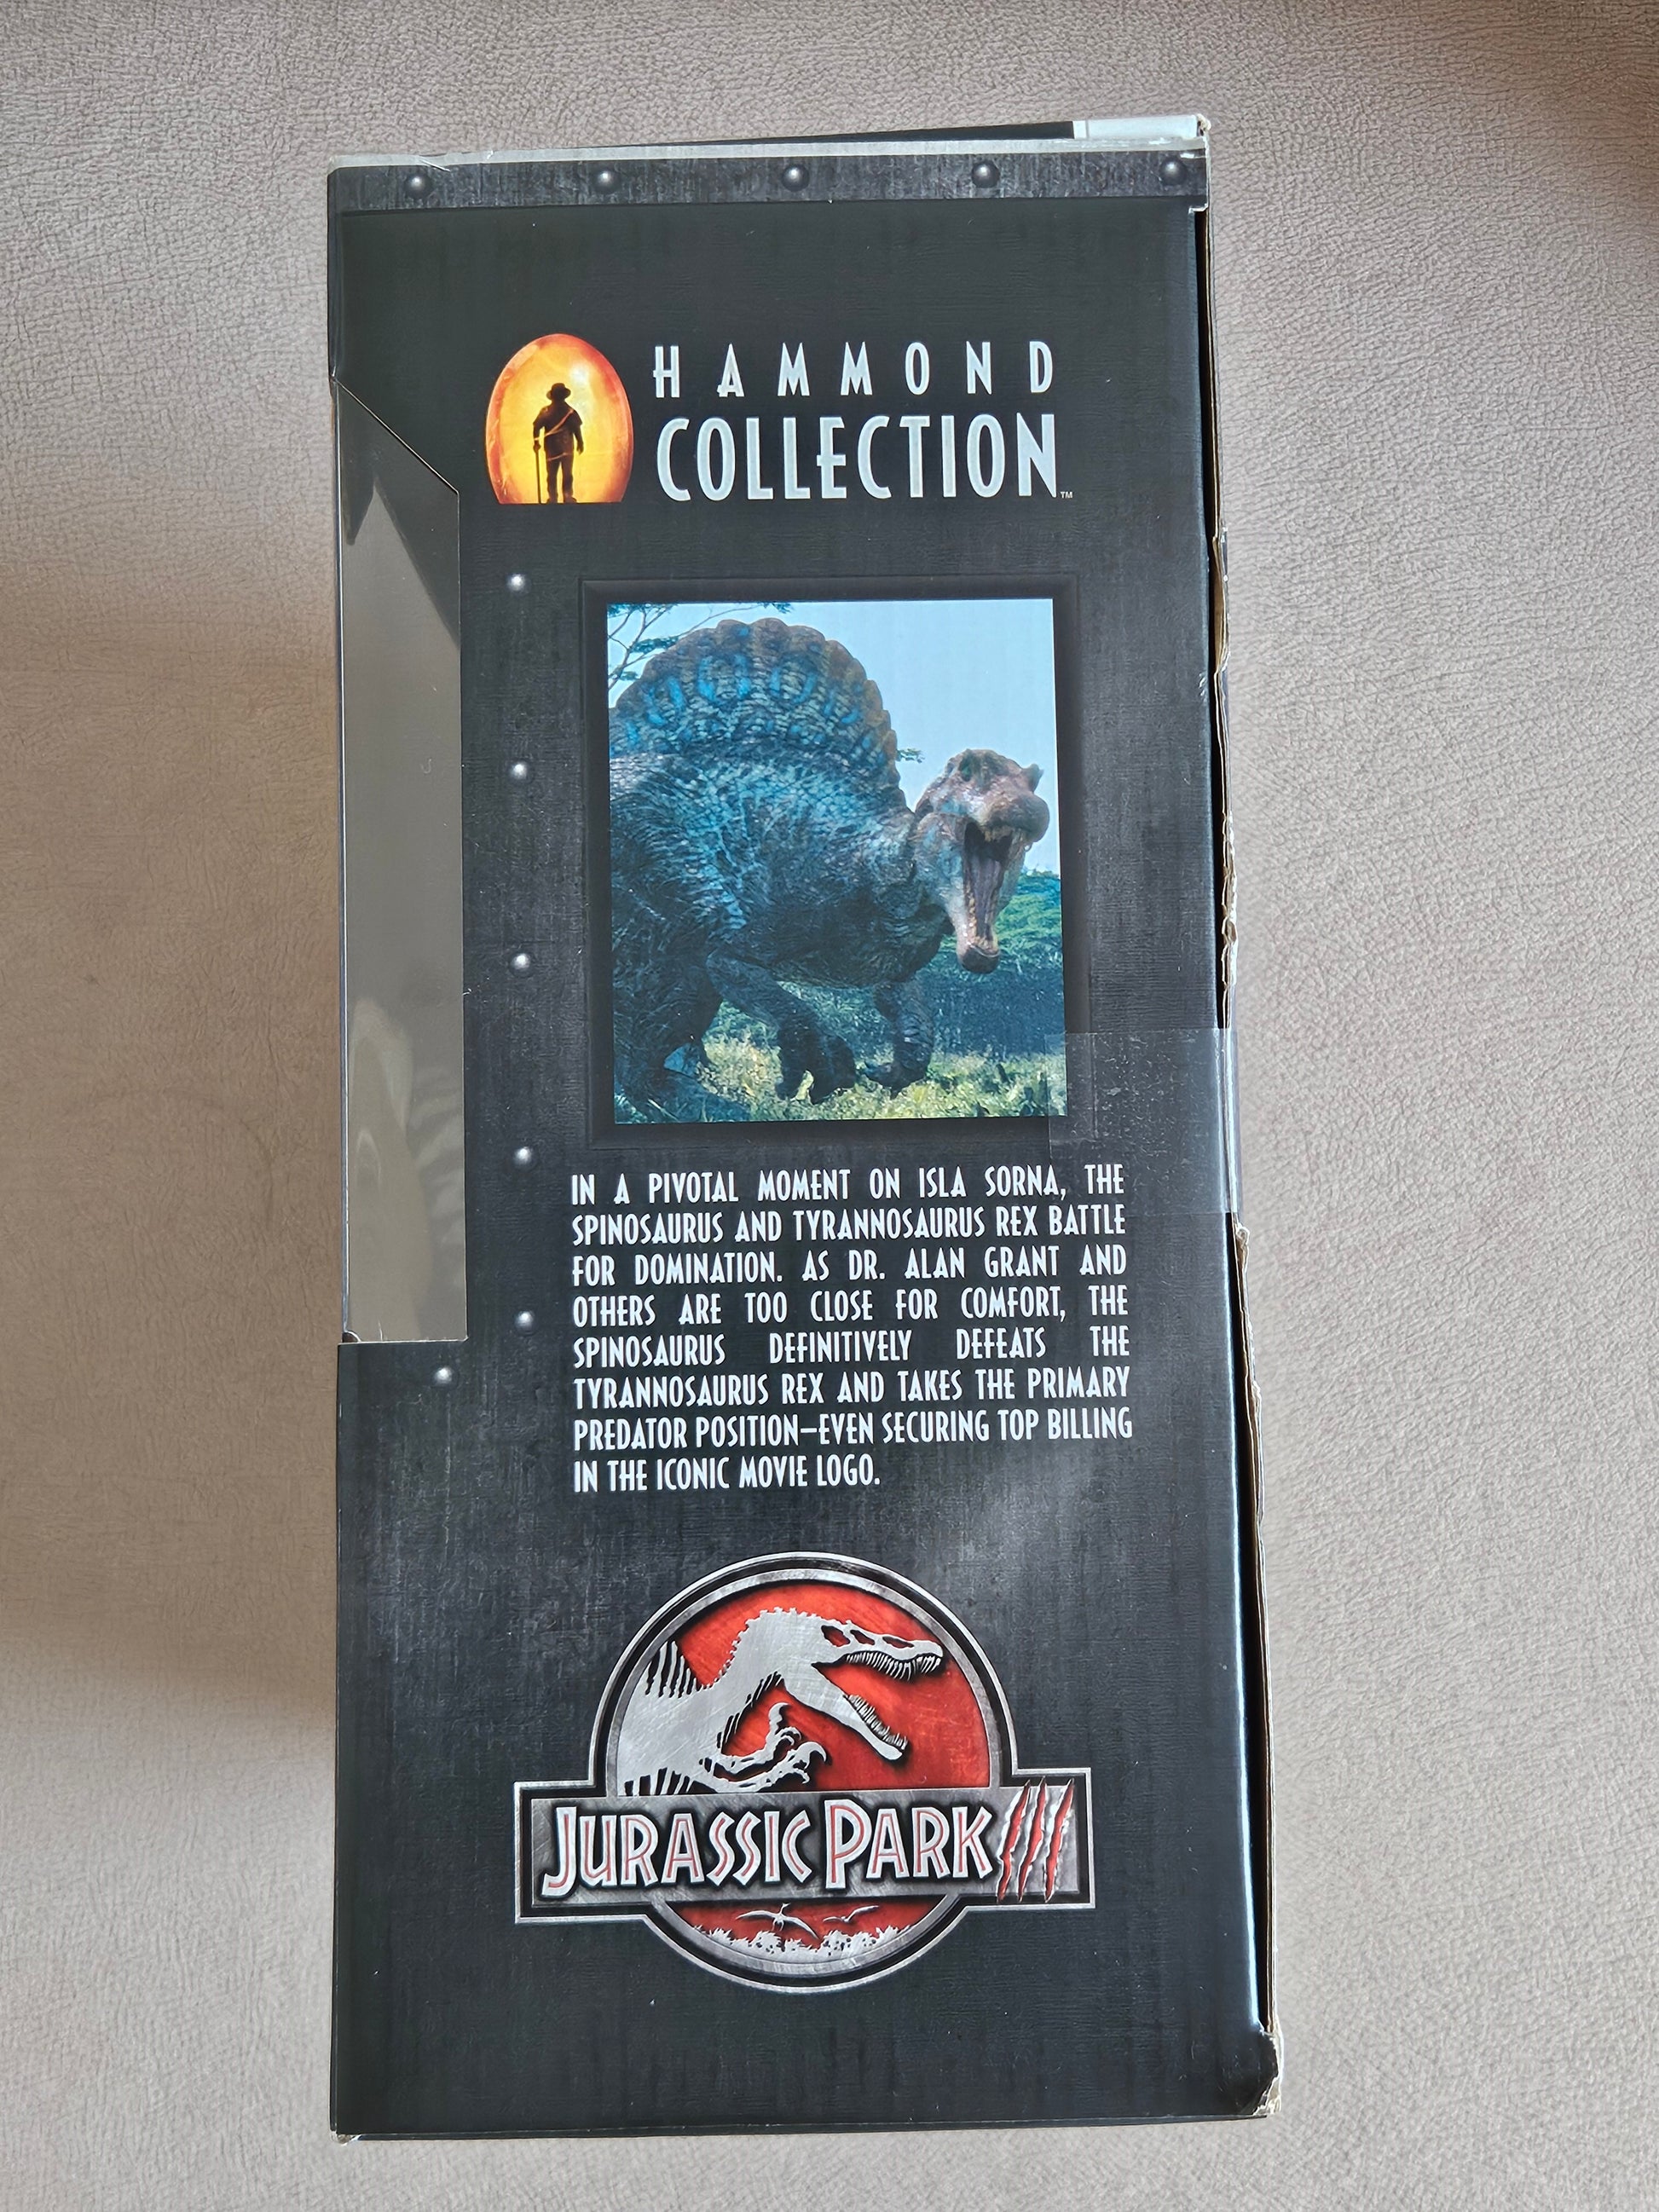 HAMMOND
COLLECTION™
IN A PIVOTAL MOMENT ON ISLA SORNA, THE
SPINOSAURUS AND TYRANNOSAURUS REX BATTLE
FOR DOMINATION. AS DR. ALAN GRANT AND
OTHERS ARE TOO CLOSE FOR COMFORT, THE
SPINOSAURUS DEFINITIVELY DEFEATS THE
TYRANNOSAURUS REX AND TAKES THE PRIMARY
PREDATOR POSITION–EVEN SECURING TOP BILLING
IN THE ICONIC MOVIE LOGO.
JURASSIC PARK III